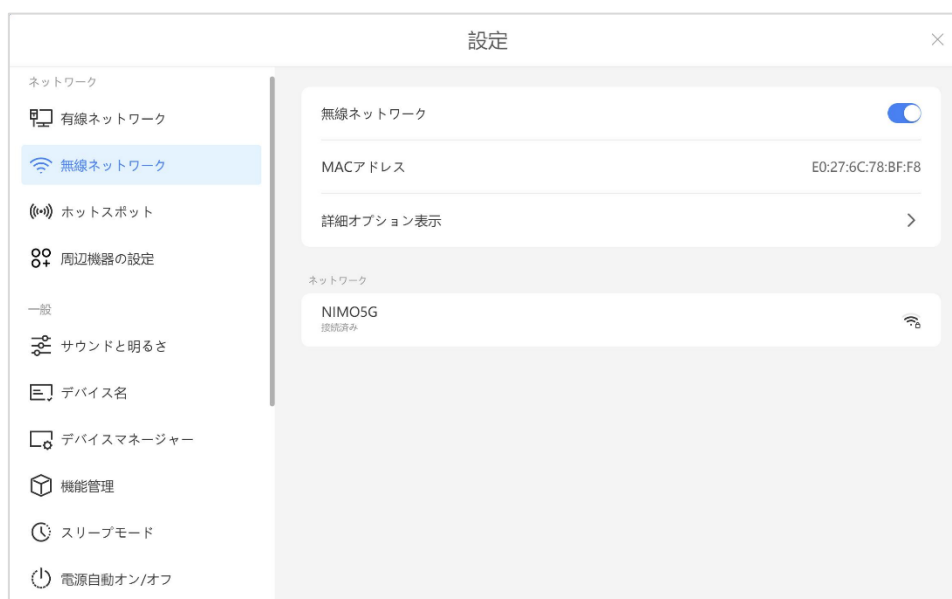 設定
ネットワーク
有線ネットワーク
無線ネットワーク
ホットスポット
周辺機器の設定
一般
サウンドと明るさ
デバイス名
デバイスマネージャー
機能管理
スリープモード
電源自動オン/オフ
無線ネットワーク
MACアドレス E0:27:6C:78:BF:F8
詳細オプション表示
ネットワーク
NIMO5G
接続済み